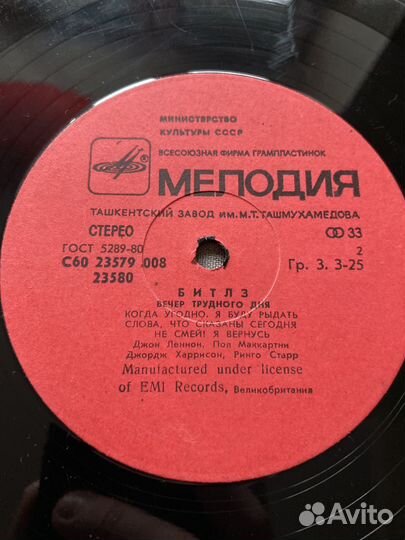 МИНИСТЕРСТВО
КУЛЬТУРЫ СССР
ВСЕСОЮЗНАЯ ФИРМА ГРАМПЛАСТИНОК
МЕЛОДИЯ
ТАШКЕНТСКИЙ ЗАВОД ИМ. М.Т. ТАШМУХАМЕДОВА
СТЕРЕО
33
ГОСТ 5289-80
2
С60 23579 008
Гр. 3. 3-25
23580
БИТЛЗ
ВЕЧЕР ТРУДНОГО ДНЯ
КОГДА УГОДНО. Я БУДУ РЫДАТЬ
СЛОВА, ЧТО СКАЗАНЫ СЕГОДНЯ
НЕ СМЕЙ! Я ВЕРНУСЬ
Джон Леннон, Пол Маккартни
Джордж Харрисон, Ринго Старр
Manufactured under license
of EMI Records, Великобритания
Avito